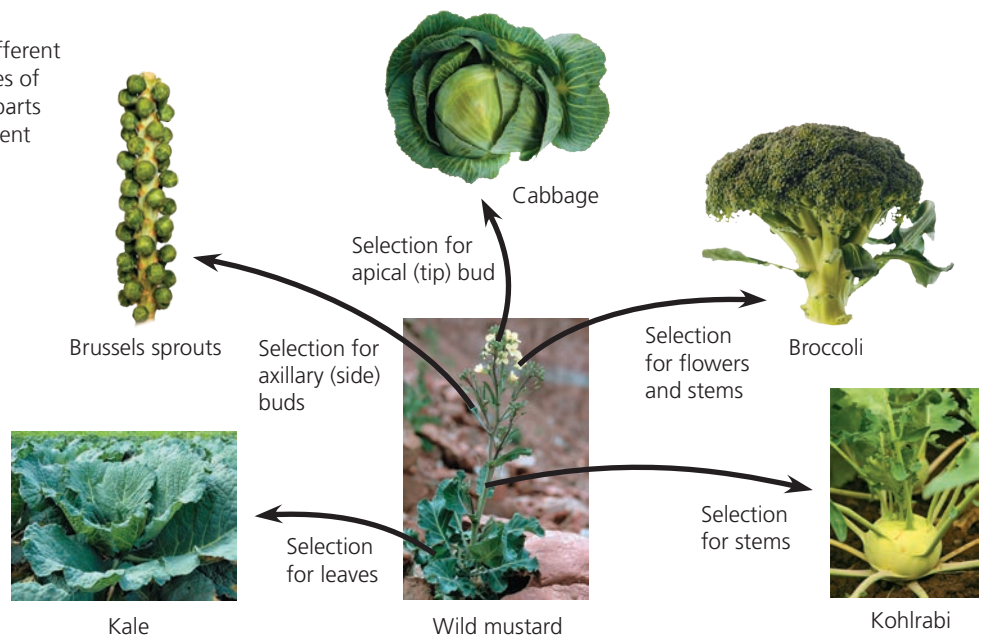 fferent
es of
parts
ent
Cabbage
Selection for
apical (tip) bud
Brussels sprouts
Selection for
axillary (side)
buds
Selection
for flowers
and stems
Broccoli
Selection
for leaves
Selection
for stems
Kale
Wild mustard
Kohlrabi